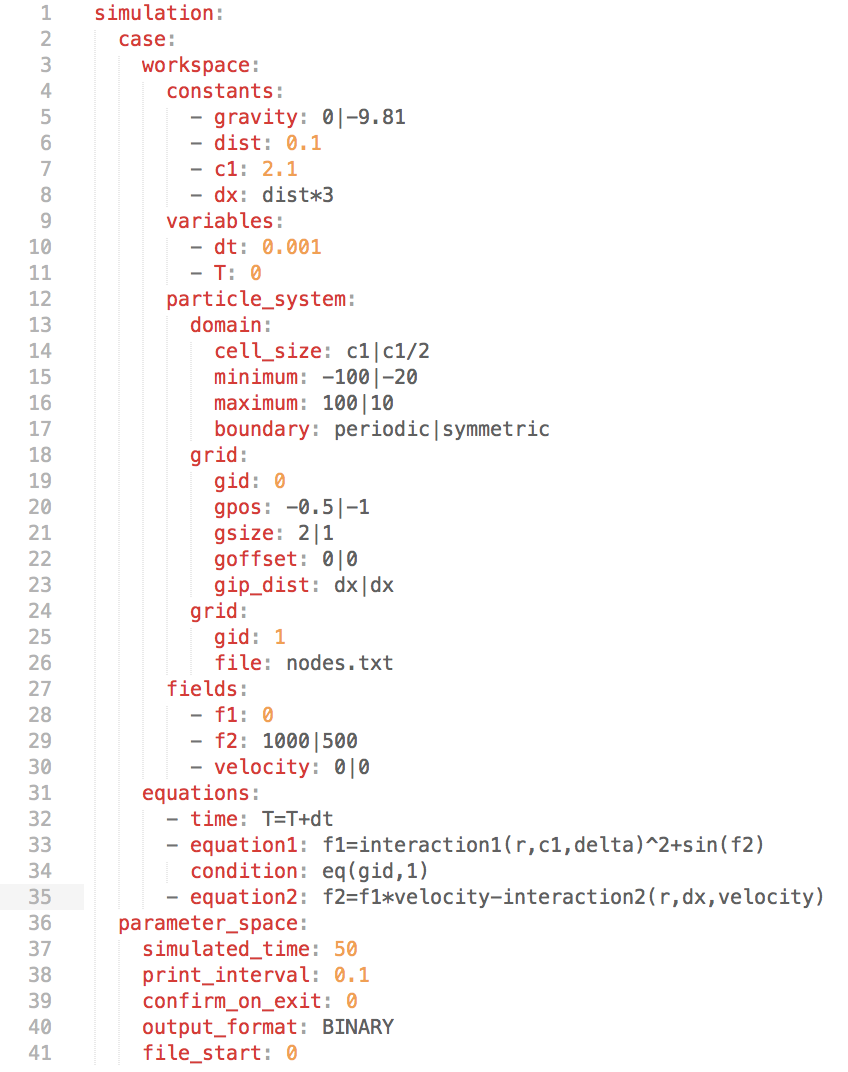 1 simulation:
2   case:
3     workspace:
4       constants:
5         - gravity: 0|-9.81
6         - dist: 0.1
7         - c1: 2.1
8         - dx: dist*3
9       variables:
10         - dt: 0.001
11         - T: 0
12       particle_system:
13         domain:
14           cell_size: c1|c1/2
15           minimum: -100|-20
16           maximum: 100|10
17           boundary: periodic|symmetric
18         grid:
19           gid: 0
20           gpos: -0.5|-1
21           gsize: 2|1
22           goffset: 0|0
23           gip_dist: dx|dx
24         grid:
25           gid: 1
26           file: nodes.txt
27       fields:
28         - f1: 0
29         - f2: 1000|500
30         - velocity: 0|0
31     equations:
32       - time: T=T+dt
33       - equation1: f1=interaction1(r,c1,delta)^2+sin(f2)
34         condition: eq(gid,1)
35       - equation2: f2=f1*velocity-interaction2(r,dx,velocity)
36   parameter_space:
37     simulated_time: 50
38     print_interval: 0.1
39     confirm_on_exit: 0
40     output_format: BINARY
41     file_start: 0